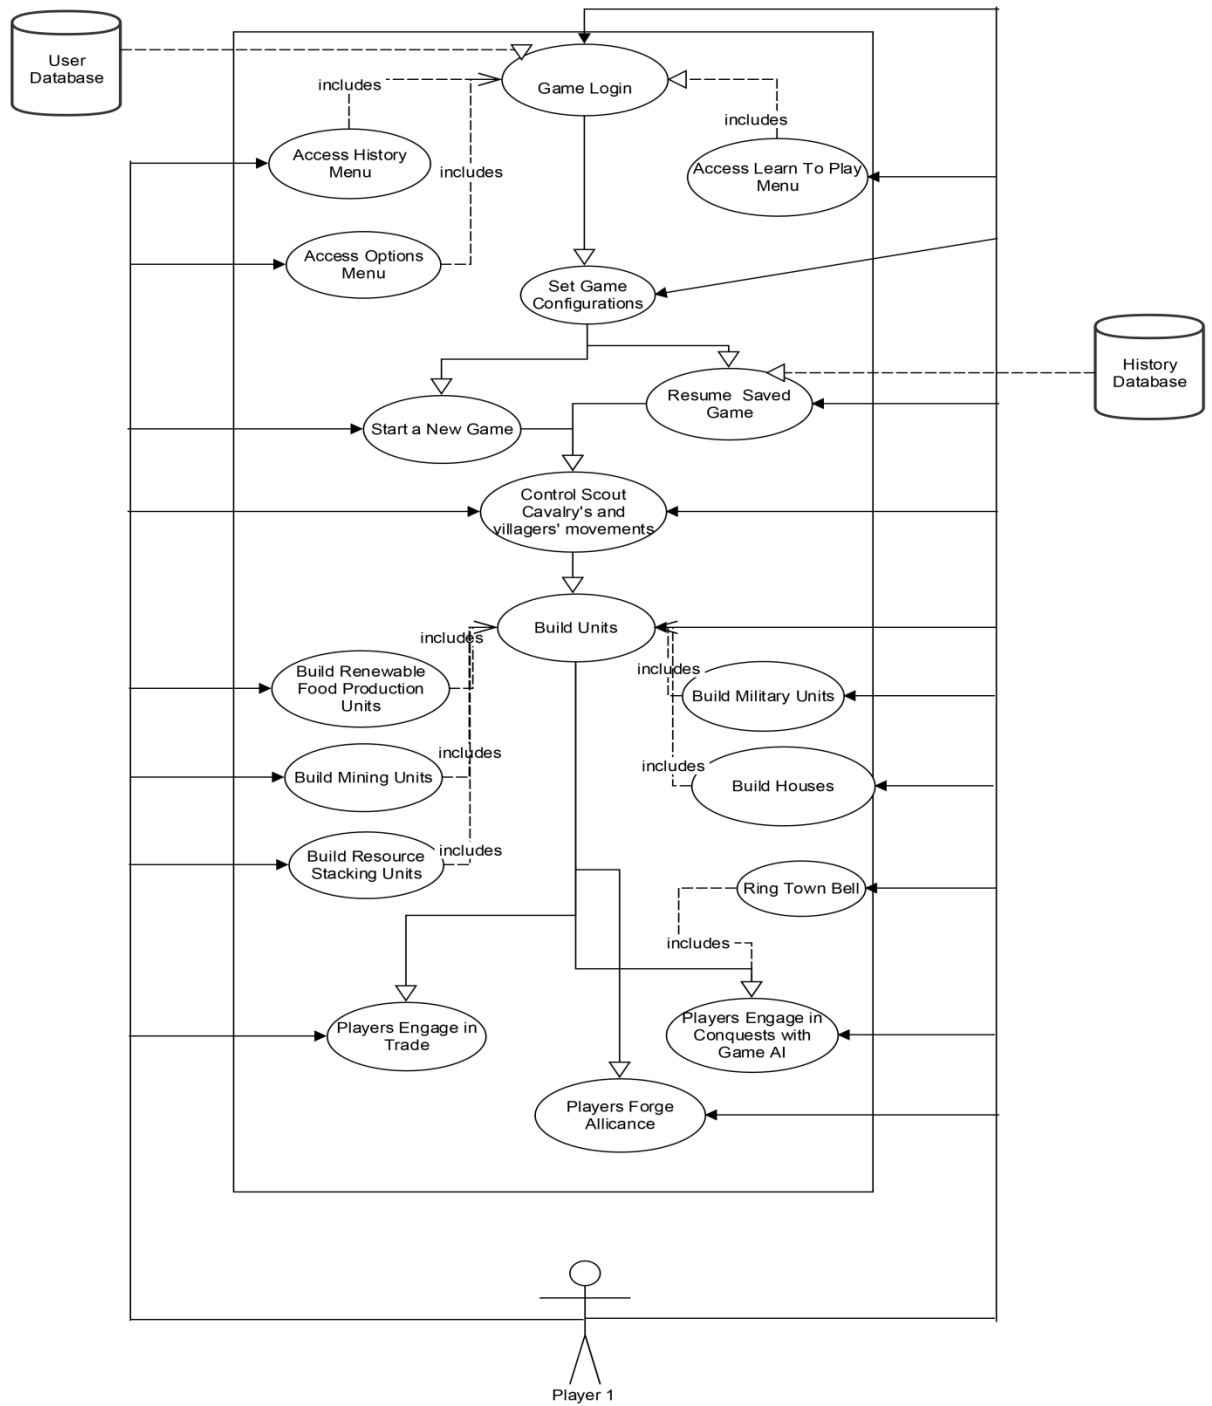 User
Database
Game Login
includes
includes
Access History
Menu
includes
Access Learn To Play
Menu
Access Options
Menu
Set Game
Configurations
History
Database
Resume Saved
Game
Start a New Game
Control Scout
Cavalry's and
villagers' movements
Build Units
includes
Build Renewable
Food Production
Units
includes
Build Military Units
includes
Build Mining Units
includes
Build Houses
includes
Build Resource
Stacking Units
Ring Town Bell
includes
Players Engage in
Trade
Players Engage in
Conquests with
Game AI
Players Forge
Allicance
Player 1